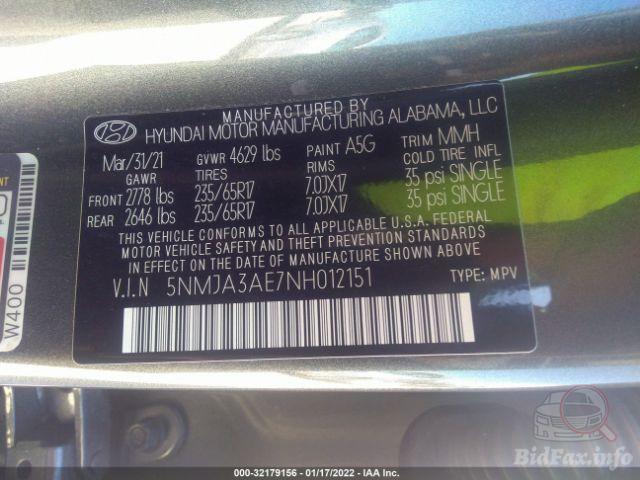 MANUFACTURED BY
HYUNDAI MOTOR MANUFACTURING ALABAMA, LLC
Mar/31/21 GVWR 4629 lbs PAINT A5G TRIM MMH
GAWR TIRES RIMS COLD TIRE INFL
FRONT 2778 lbs 235/65R17 7.0JX17 35 psi SINGLE
REAR 2646 lbs 235/65R17 7.0JX17 35 psi SINGLE
THIS VEHICLE CONFORMS TO ALL APPLICABLE U.S.A. FEDERAL
MOTOR VEHICLE SAFETY AND THEFT PREVENTION STANDARDS
IN EFFECT ON THE DATE OF MANUFACTURE SHOWN ABOVE.
V.I.N 5NMJA3AE7NH012151 TYPE: MPV
W400
BidFax.info
000-32179156 - 01/17/2022 - IAA Inc.